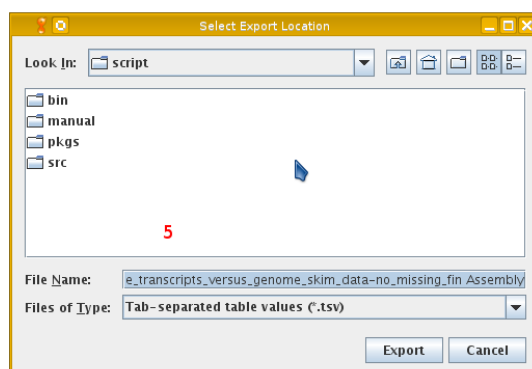 Select Export Location
Look In: script
bin
manual
pkgs
src
5
File Name: e_transcripts_versus_genome_skim_data-no_missing_fin Assembly
Files of Type: Tab-separated table values (*.tsv)
Export Cancel